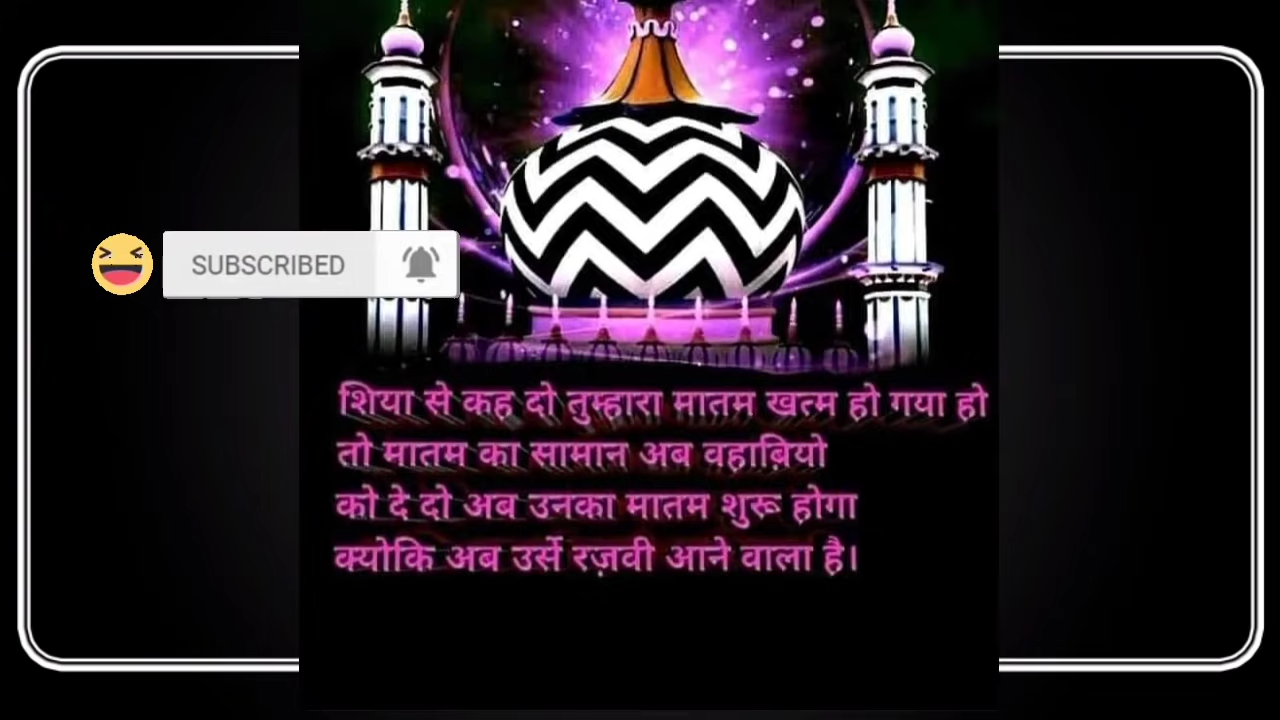 SUBSCRIBED
शिया से कह दो तुम्हारा मातम खत्म हो गया हो
तो मातम का सामान अब वहाब़ियो
को दे दो अब उनका मातम शुरू होगा
क्योकि अब उर्से रज़वी आने वाला है।